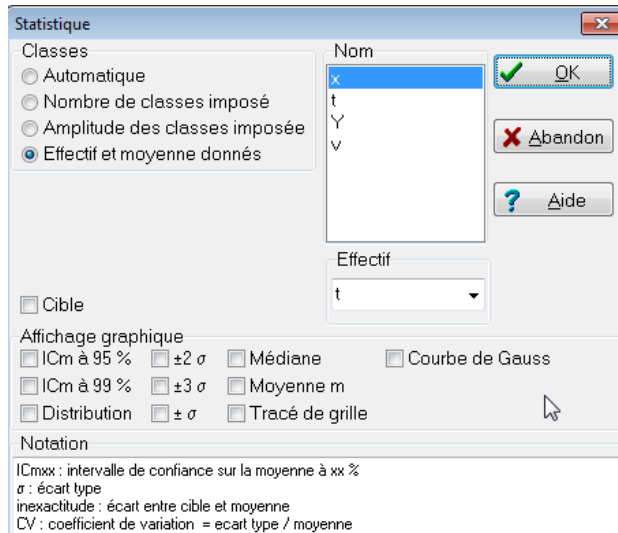 Statistique
Classes
Automatique
Nombre de classes imposé
Amplitude des classes imposée
Effectif et moyenne donnés
Nom
x
t
Y
v
OK
Abandon
Aide
Effectif
t
Cible
Affichage graphique
ICm à 95 % ±2 σ Médiane Courbe de Gauss
ICm à 99 % ±3 σ Moyenne m
Distribution ± σ Tracé de grille
Notation
ICmxx : intervalle de confiance sur la moyenne à xx %
σ : écart type
inexactitude : écart entre cible et moyenne
CV : coefficient de variation = ecart type / moyenne